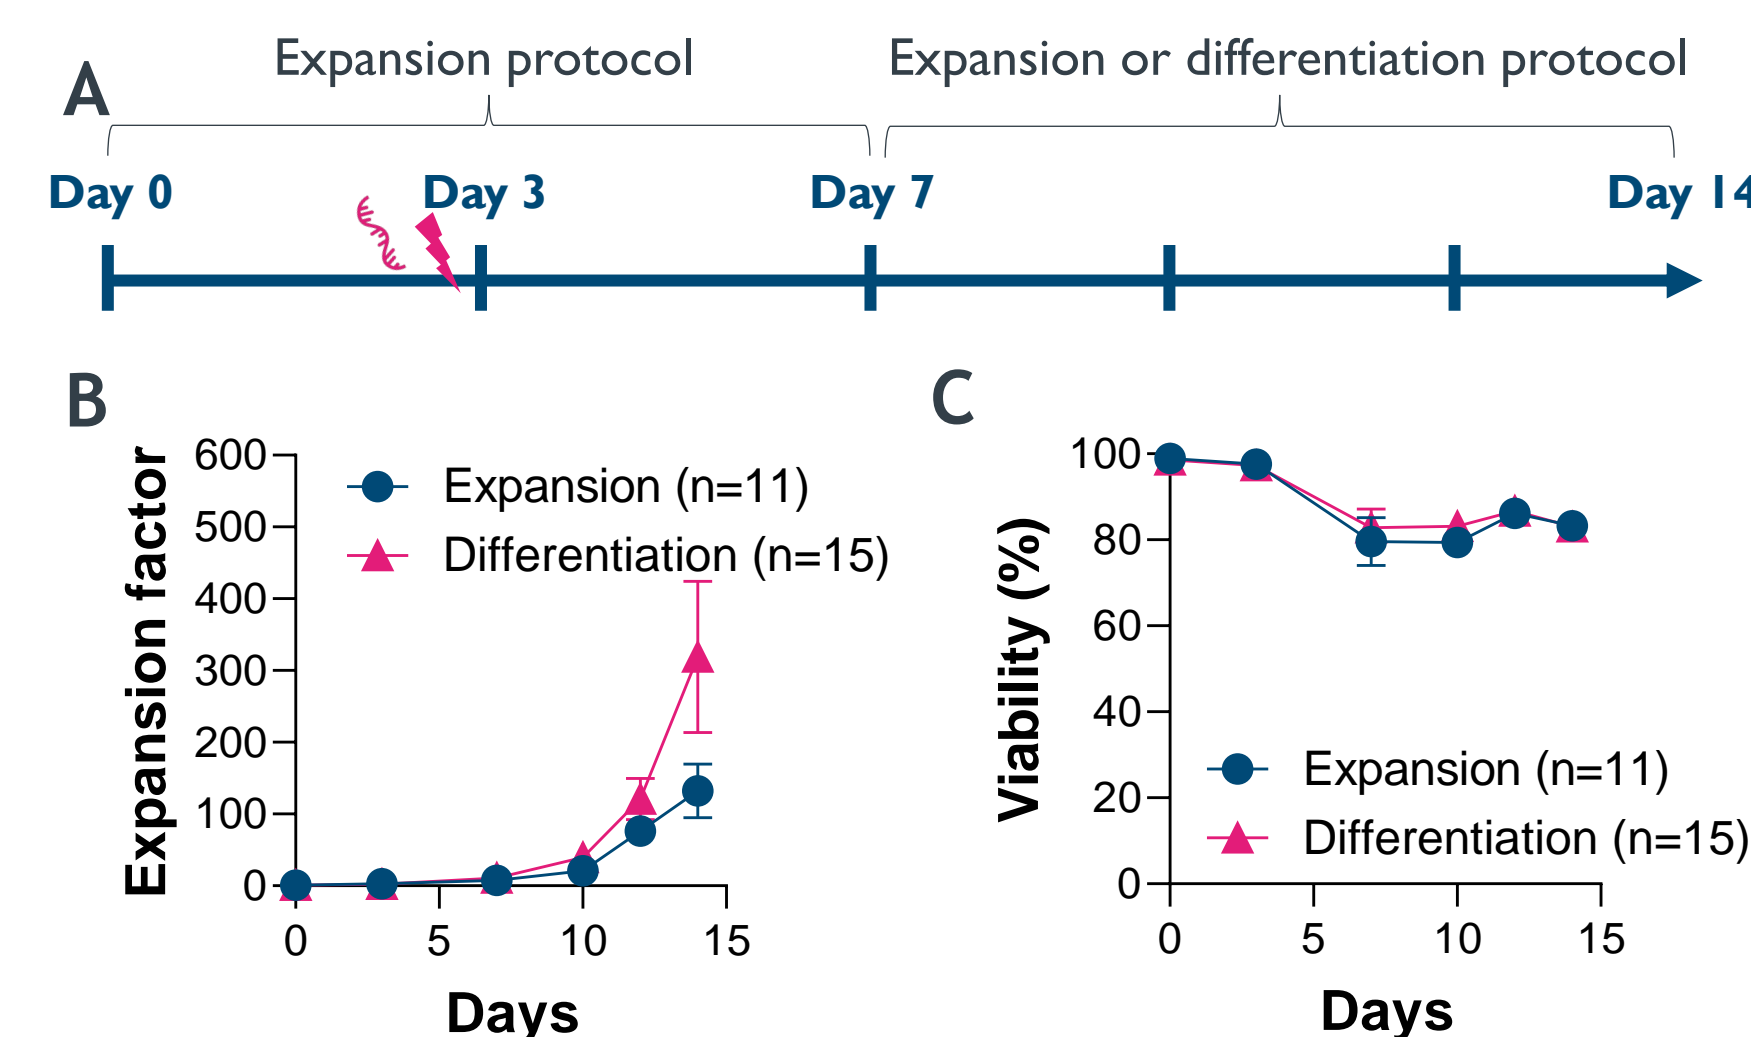 A
Expansion protocol
Expansion or differentiation protocol
Day 0
Day 3
Day 7
Day 14
B
Expansion factor
600
500
400
300
200
100
0
Expansion (n=11)
Differentiation (n=15)
0 5 10 15
Days
C
Viability (%)
100
80
60
40
20
0
Expansion (n=11)
Differentiation (n=15)
0 5 10 15
Days